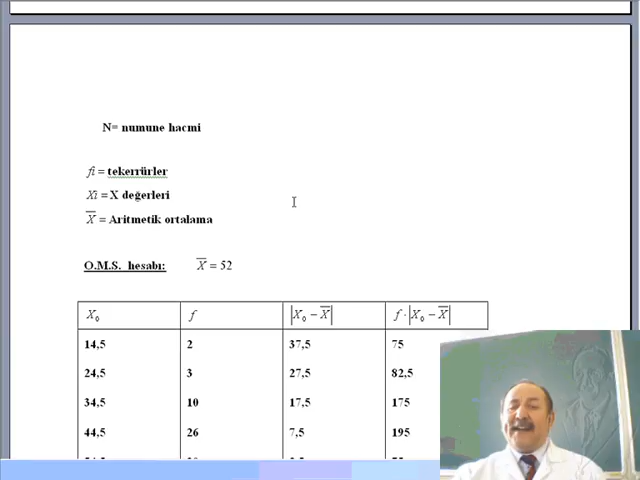 N= numune hacmi
fi = tekerrürler
Xi = X değerleri
X̅ = Aritmetik ortalama
O.M.S. hesabı: X̅ = 52
X₀ f |X₀ − X̅| f · |X₀ − X̅|
14,5 2 37,5 75
24,5 3 27,5 82,5
34,5 10 17,5 175
44,5 26 7,5 195